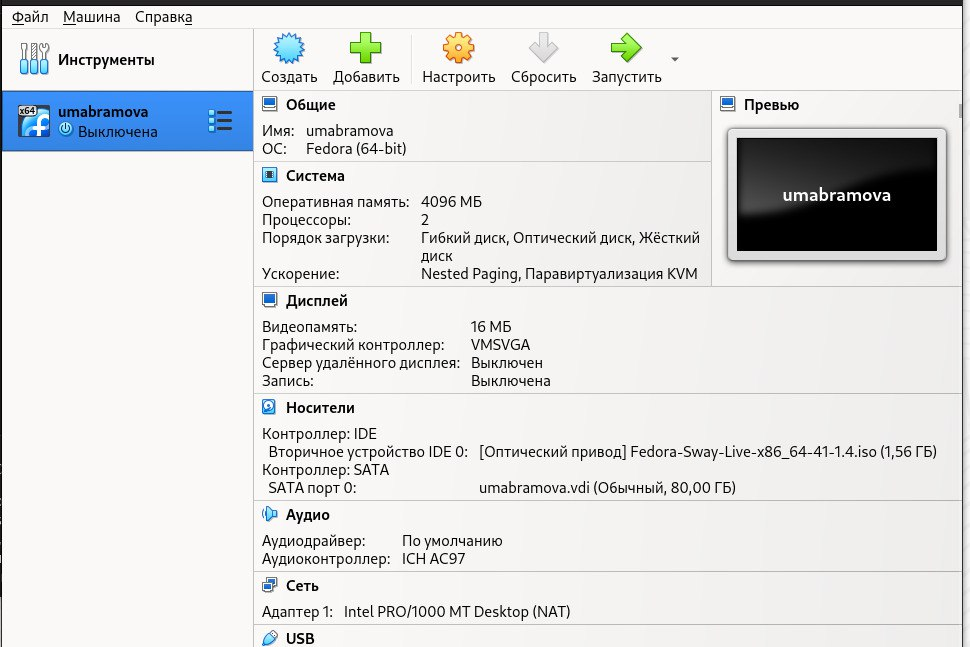 Файл Машина Справка
Инструменты
Создать Добавить Настроить Сбросить Запустить
x64
umabramova
Выключена
Общие
Имя: umabramova
ОС: Fedora (64-bit)
Превью
umabramova
Система
Оперативная память: 4096 МБ
Процессоры: 2
Порядок загрузки: Гибкий диск, Оптический диск, Жёсткий
диск
Ускорение: Nested Paging, Паравиртуализация KVM
Дисплей
Видеопамять: 16 МБ
Графический контроллер: VMSVGA
Сервер удалённого дисплея: Выключен
Запись: Выключена
Носители
Контроллер: IDE
Вторичное устройство IDE 0: [Оптический привод] Fedora-Sway-Live-x86_64-41-1.4.iso (1,56 ГБ)
Контроллер: SATA
SATA порт 0: umabramova.vdi (Обычный, 80,00 ГБ)
Аудио
Аудиодрайвер: По умолчанию
Аудиоконтроллер: ICH AC97
Сеть
Адаптер 1: Intel PRO/1000 MT Desktop (NAT)
USB